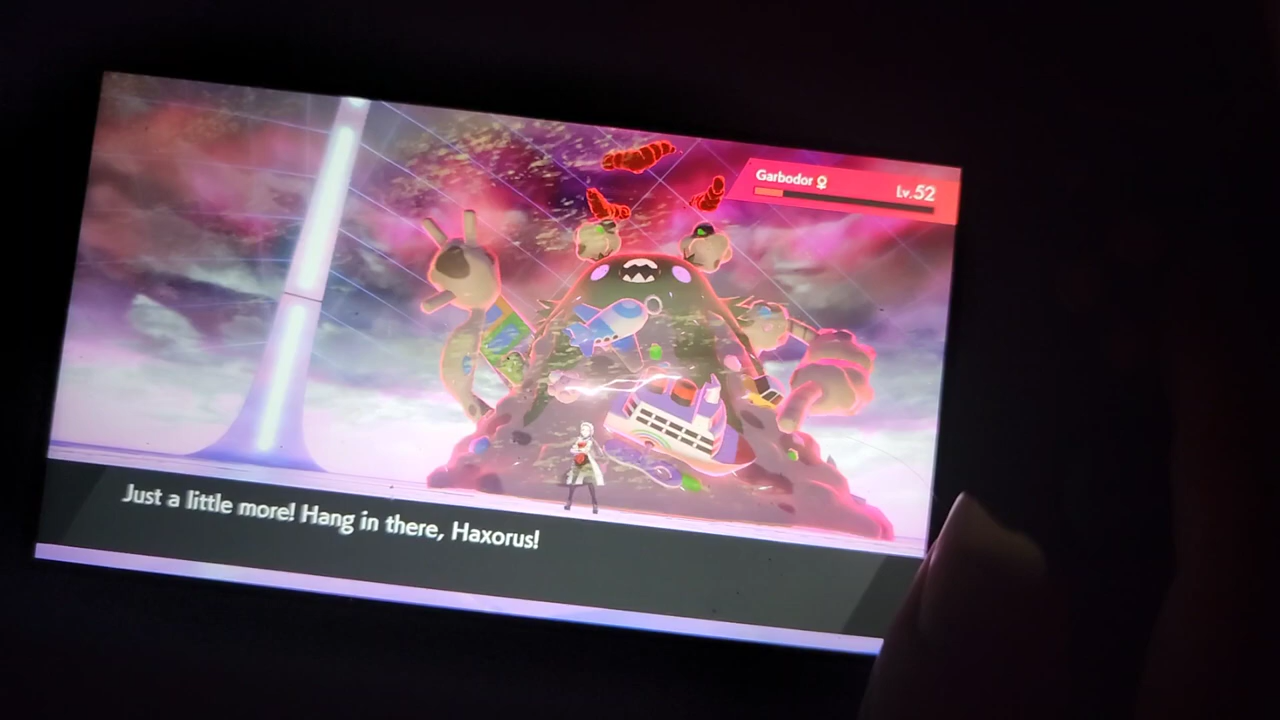 Garbodor ♀ Lv.52
Just a little more! Hang in there, Haxorus!